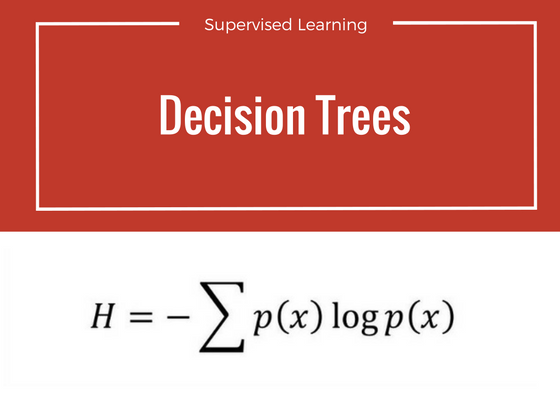 Supervised Learning
Decision Trees
H = − ∑ p(x) log p(x)